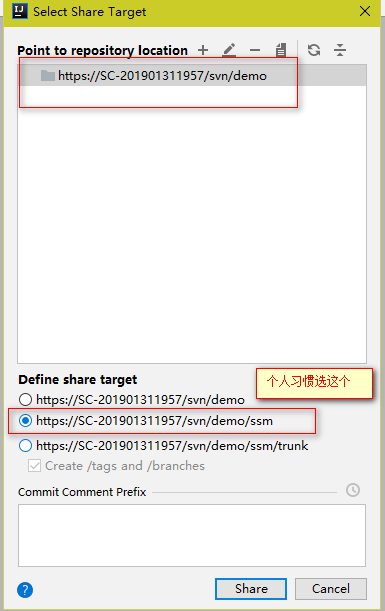 Select Share Target
Point to repository location
https://SC-201901311957/svn/demo
Define share target
个人习惯选这个
https://SC-201901311957/svn/demo
https://SC-201901311957/svn/demo/ssm
https://SC-201901311957/svn/demo/ssm/trunk
Create /tags and /branches
Commit Comment Prefix
Share
Cancel